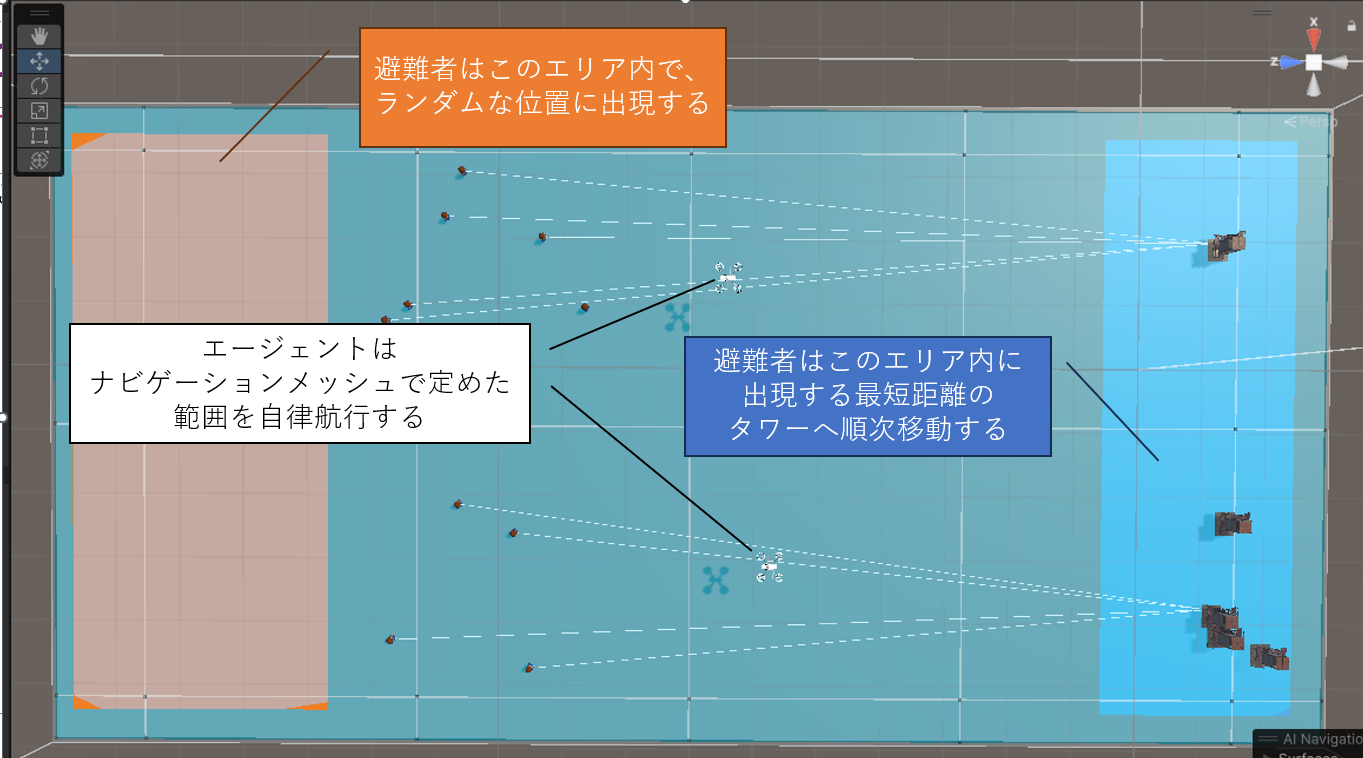 避難者はこのエリア内で、
ランダムな位置に出現する
X
Z
Persp
エージェントは
ナビゲーションメッシュで定めた
範囲を自律航行する
避難者はこのエリア内に
出現する最短距離の
タワーへ順次移動する
AI Navigatio